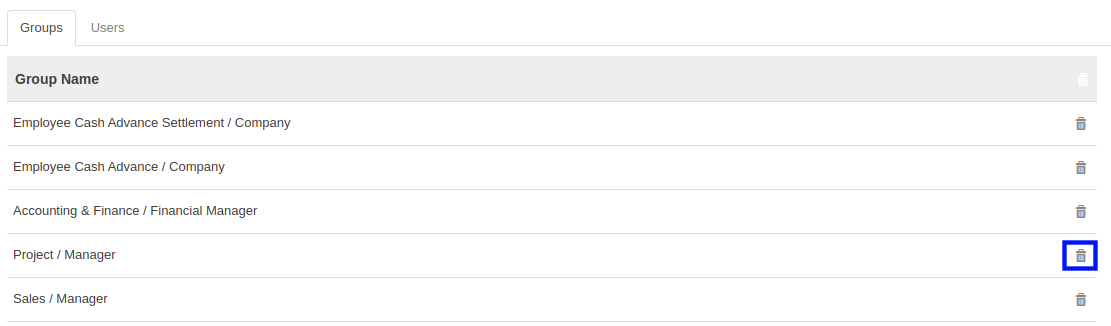 Groups Users
Group Name
Employee Cash Advance Settlement / Company
Employee Cash Advance / Company
Accounting & Finance / Financial Manager
Project / Manager
Sales / Manager